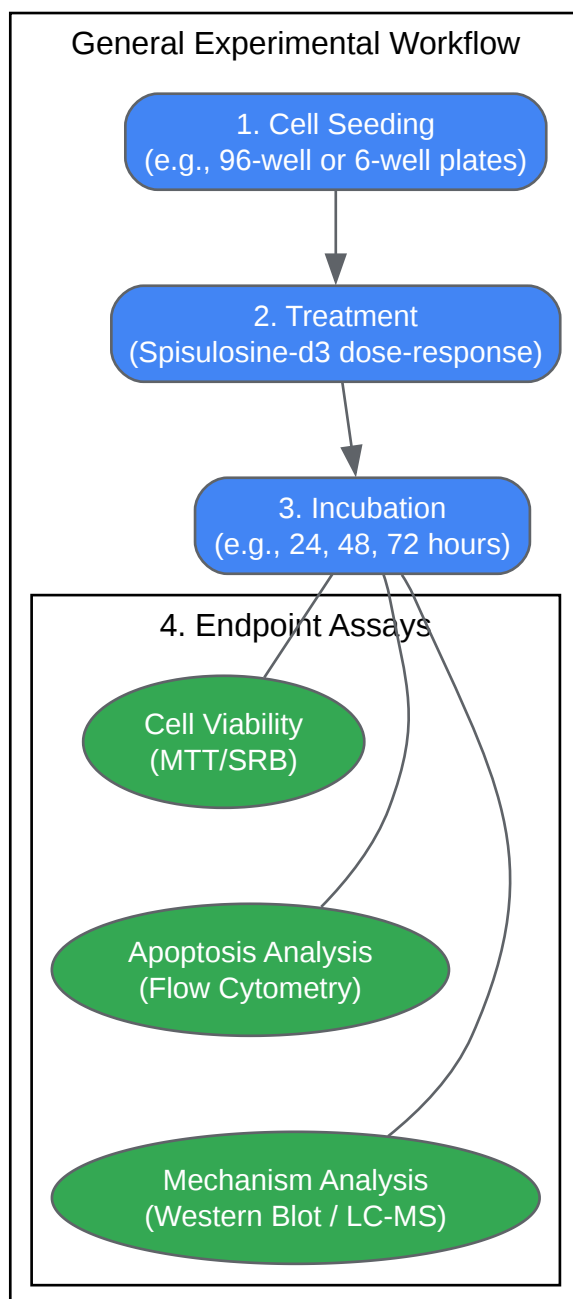 General Experimental Workflow
1. Cell Seeding
(e.g., 96-well or 6-well plates)
2. Treatment
(Spisulosine-d3 dose-response)
3. Incubation
(e.g., 24, 48, 72 hours)
4. Endpoint Assays
Cell Viability
(MTT/SRB)
Apoptosis Analysis
(Flow Cytometry)
Mechanism Analysis
(Western Blot / LC-MS)